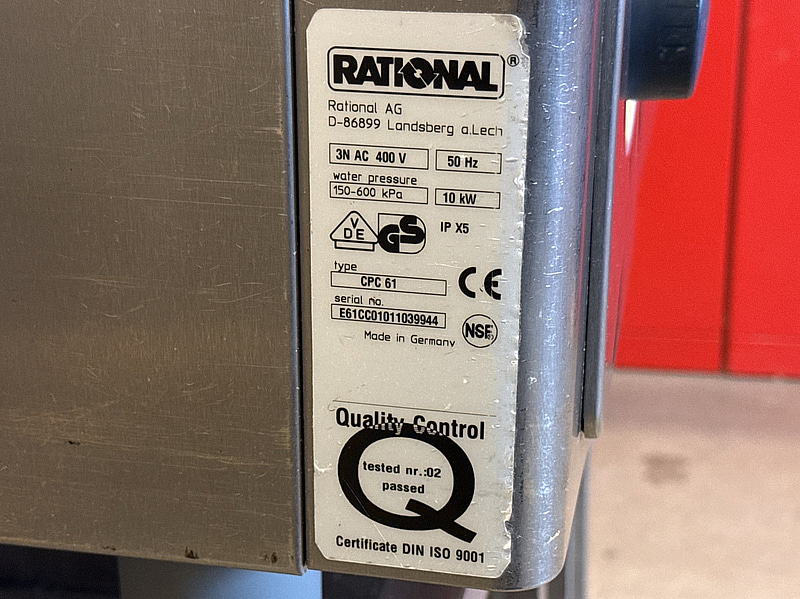 RATIONAL ®
Rational AG
D-86899 Landsberg a.Lech
3N AC 400 V 50 Hz
water pressure
150-600 kPa 10 kW
VDE GS IP X5
type
CPC 61 CE
serial no.
E61CC01011039944 NSF
Made in Germany
Quality Control
tested nr.:02
passed
Certificate DIN ISO 9001